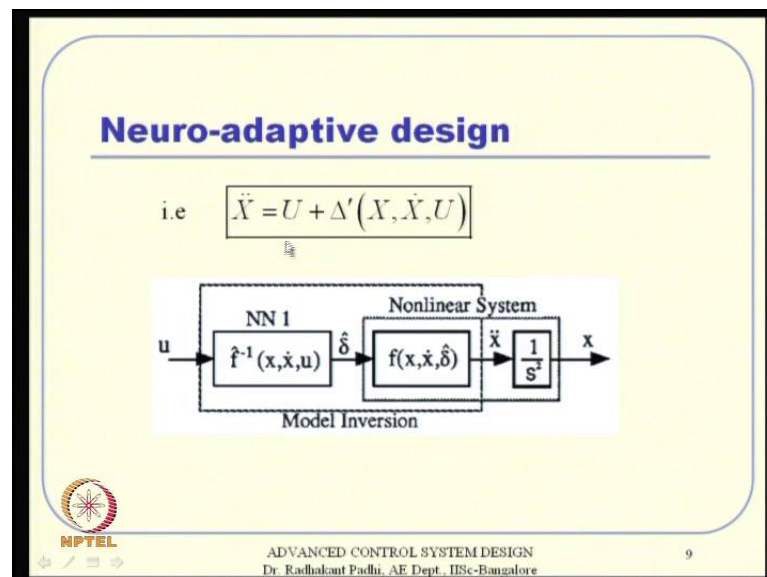 Neuro-adaptive design
i.e Ẍ = U + Δ′(X, Ẋ, U)
NN 1
Nonlinear System
u
f̂⁻¹(x,ẋ,u)
δ̂
f(x,ẋ,δ̂)
ẍ
1
s²
x
Model Inversion
NPTEL
ADVANCED CONTROL SYSTEM DESIGN
Dr. Radhakant Padhi, AE Dept., IISc-Bangalore
9